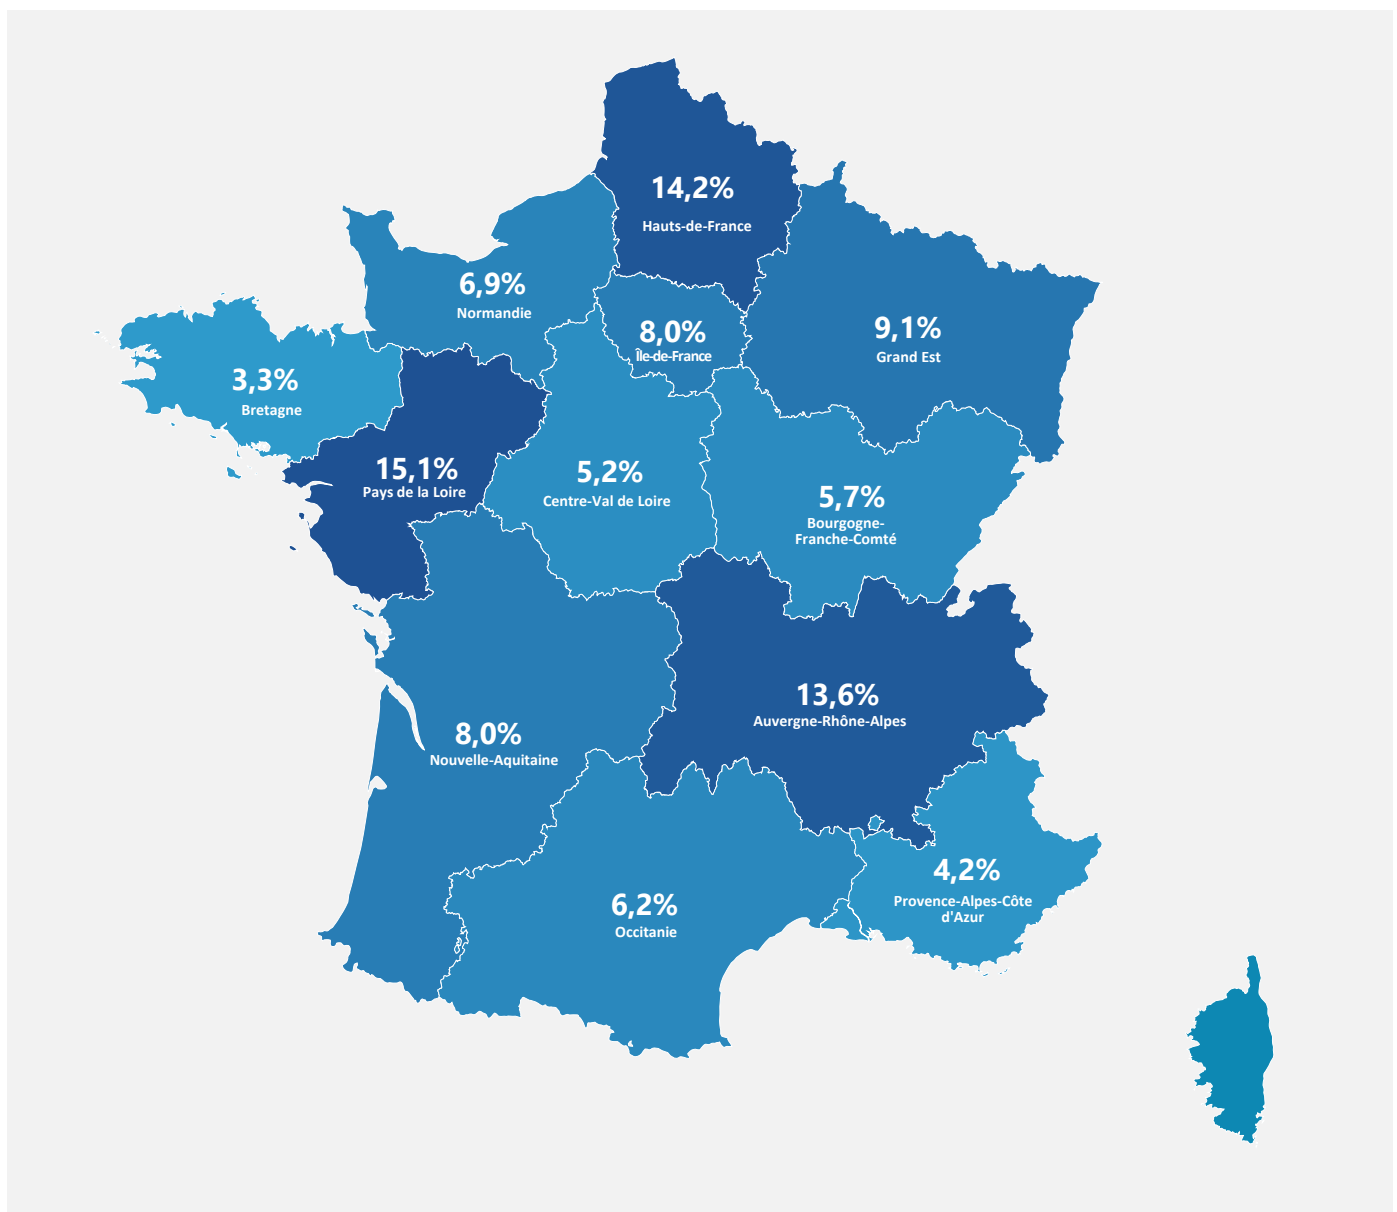 14,2%
Hauts-de-France
6,9%
Normandie
8,0%
Île-de-France
9,1%
Grand Est
3,3%
Bretagne
15,1%
Pays de la Loire
5,2%
Centre-Val de Loire
5,7%
Bourgogne-
Franche-Comté
13,6%
Auvergne-Rhône-Alpes
8,0%
Nouvelle-Aquitaine
4,2%
Provence-Alpes-Côte
d'Azur
6,2%
Occitanie